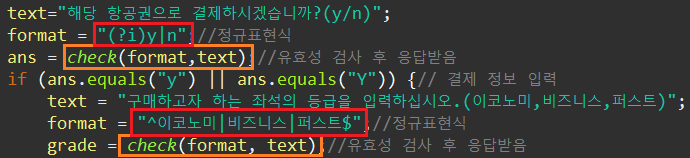 text="해당 항공권으로 결제하시겠습니까?(y/n)";
format = "(?i)y|n";//정규표현식
ans = check(format,text);//유효성 검사 후 응답받음
if (ans.equals("y") || ans.equals("Y")) {// 결제 정보 입력
text = "구매하고자 하는 좌석의 등급을 입력하십시오.(이코노미,비즈니스,퍼스트)";
format = "^이코노미|비즈니스|퍼스트$";//정규표현식
grade = check(format, text);//유효성 검사 후 응답받음